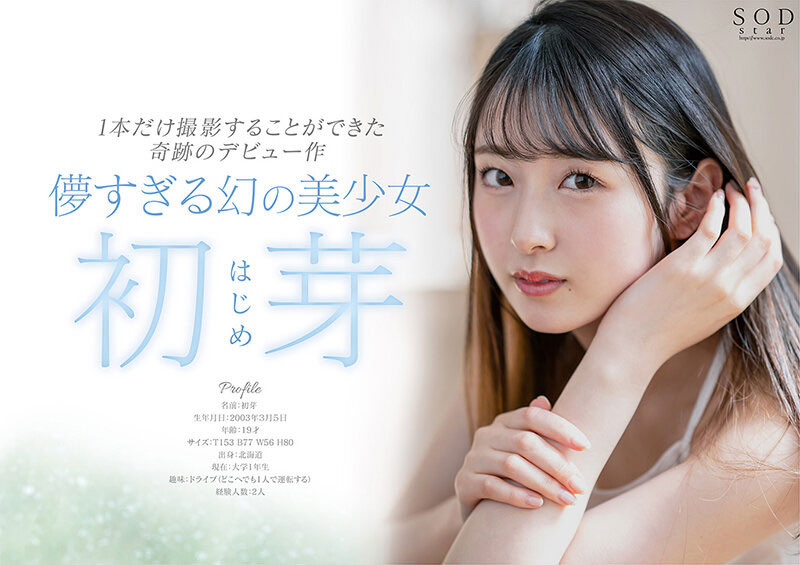 SOD
star
http://www.sodc.co.jp
1本だけ撮影することができた
奇跡のデビュー作
儚すぎる幻の美少女
初芽
はじめ
Profile
名前:初芽
生年月日:2003年3月5日
年齢:19才
サイズ:T153 B77 W56 H80
出身:北海道
現在:大学1年生
趣味:ドライブ(どこへでも1人で運転する)
経験人数:2人